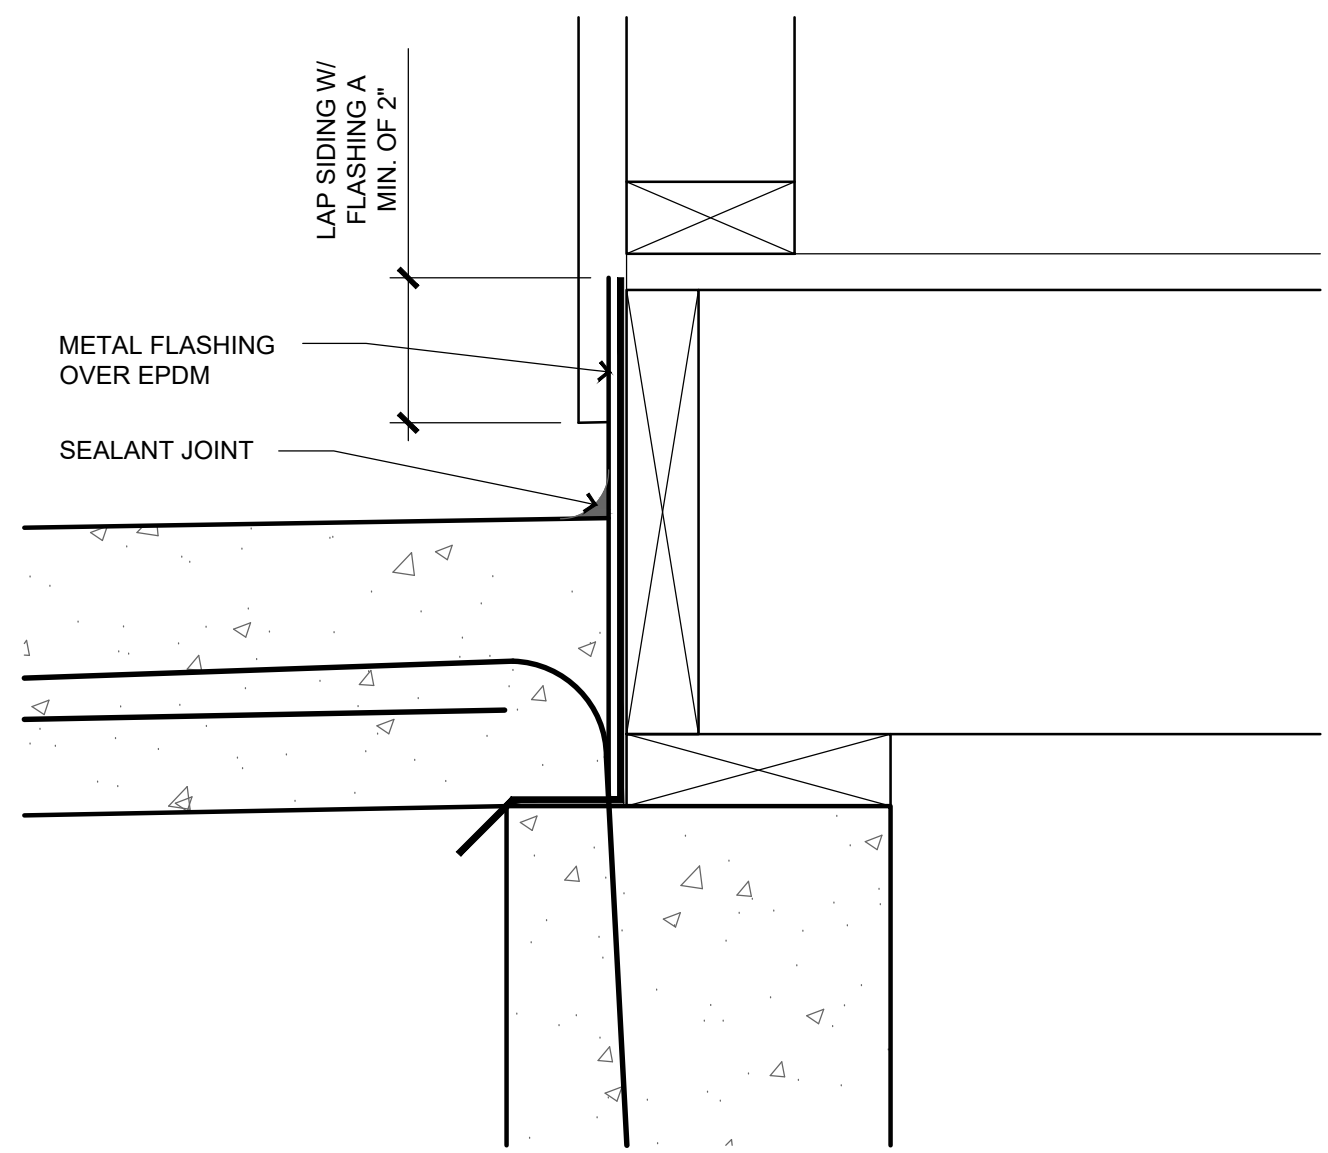 LAP SIDING W/
FLASHING A
MIN. OF 2"
METAL FLASHING
OVER EPDM
SEALANT JOINT